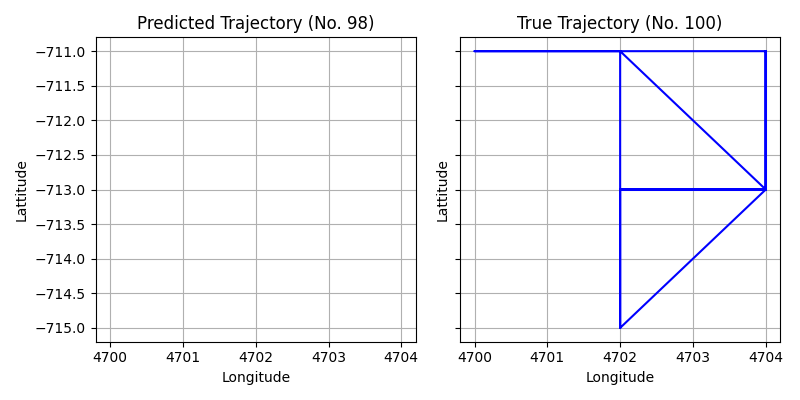 Predicted Trajectory (No. 98)
True Trajectory (No. 100)
−711.0
−711.5
−712.0
−712.5
−713.0
−713.5
−714.0
−714.5
−715.0
Lattitude
Lattitude
4700 4701 4702 4703 4704
4700 4701 4702 4703 4704
Longitude
Longitude